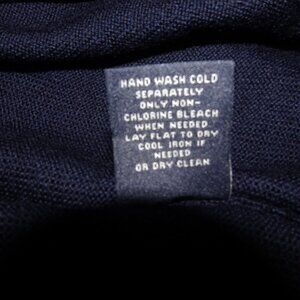 HAND WASH COLD
SEPARATELY
ONLY NON-
CHLORINE BLEACH
WHEN NEEDED
LAY FLAT TO DRY
COOL IRON IF
NEEDED
OR DRY CLEAN